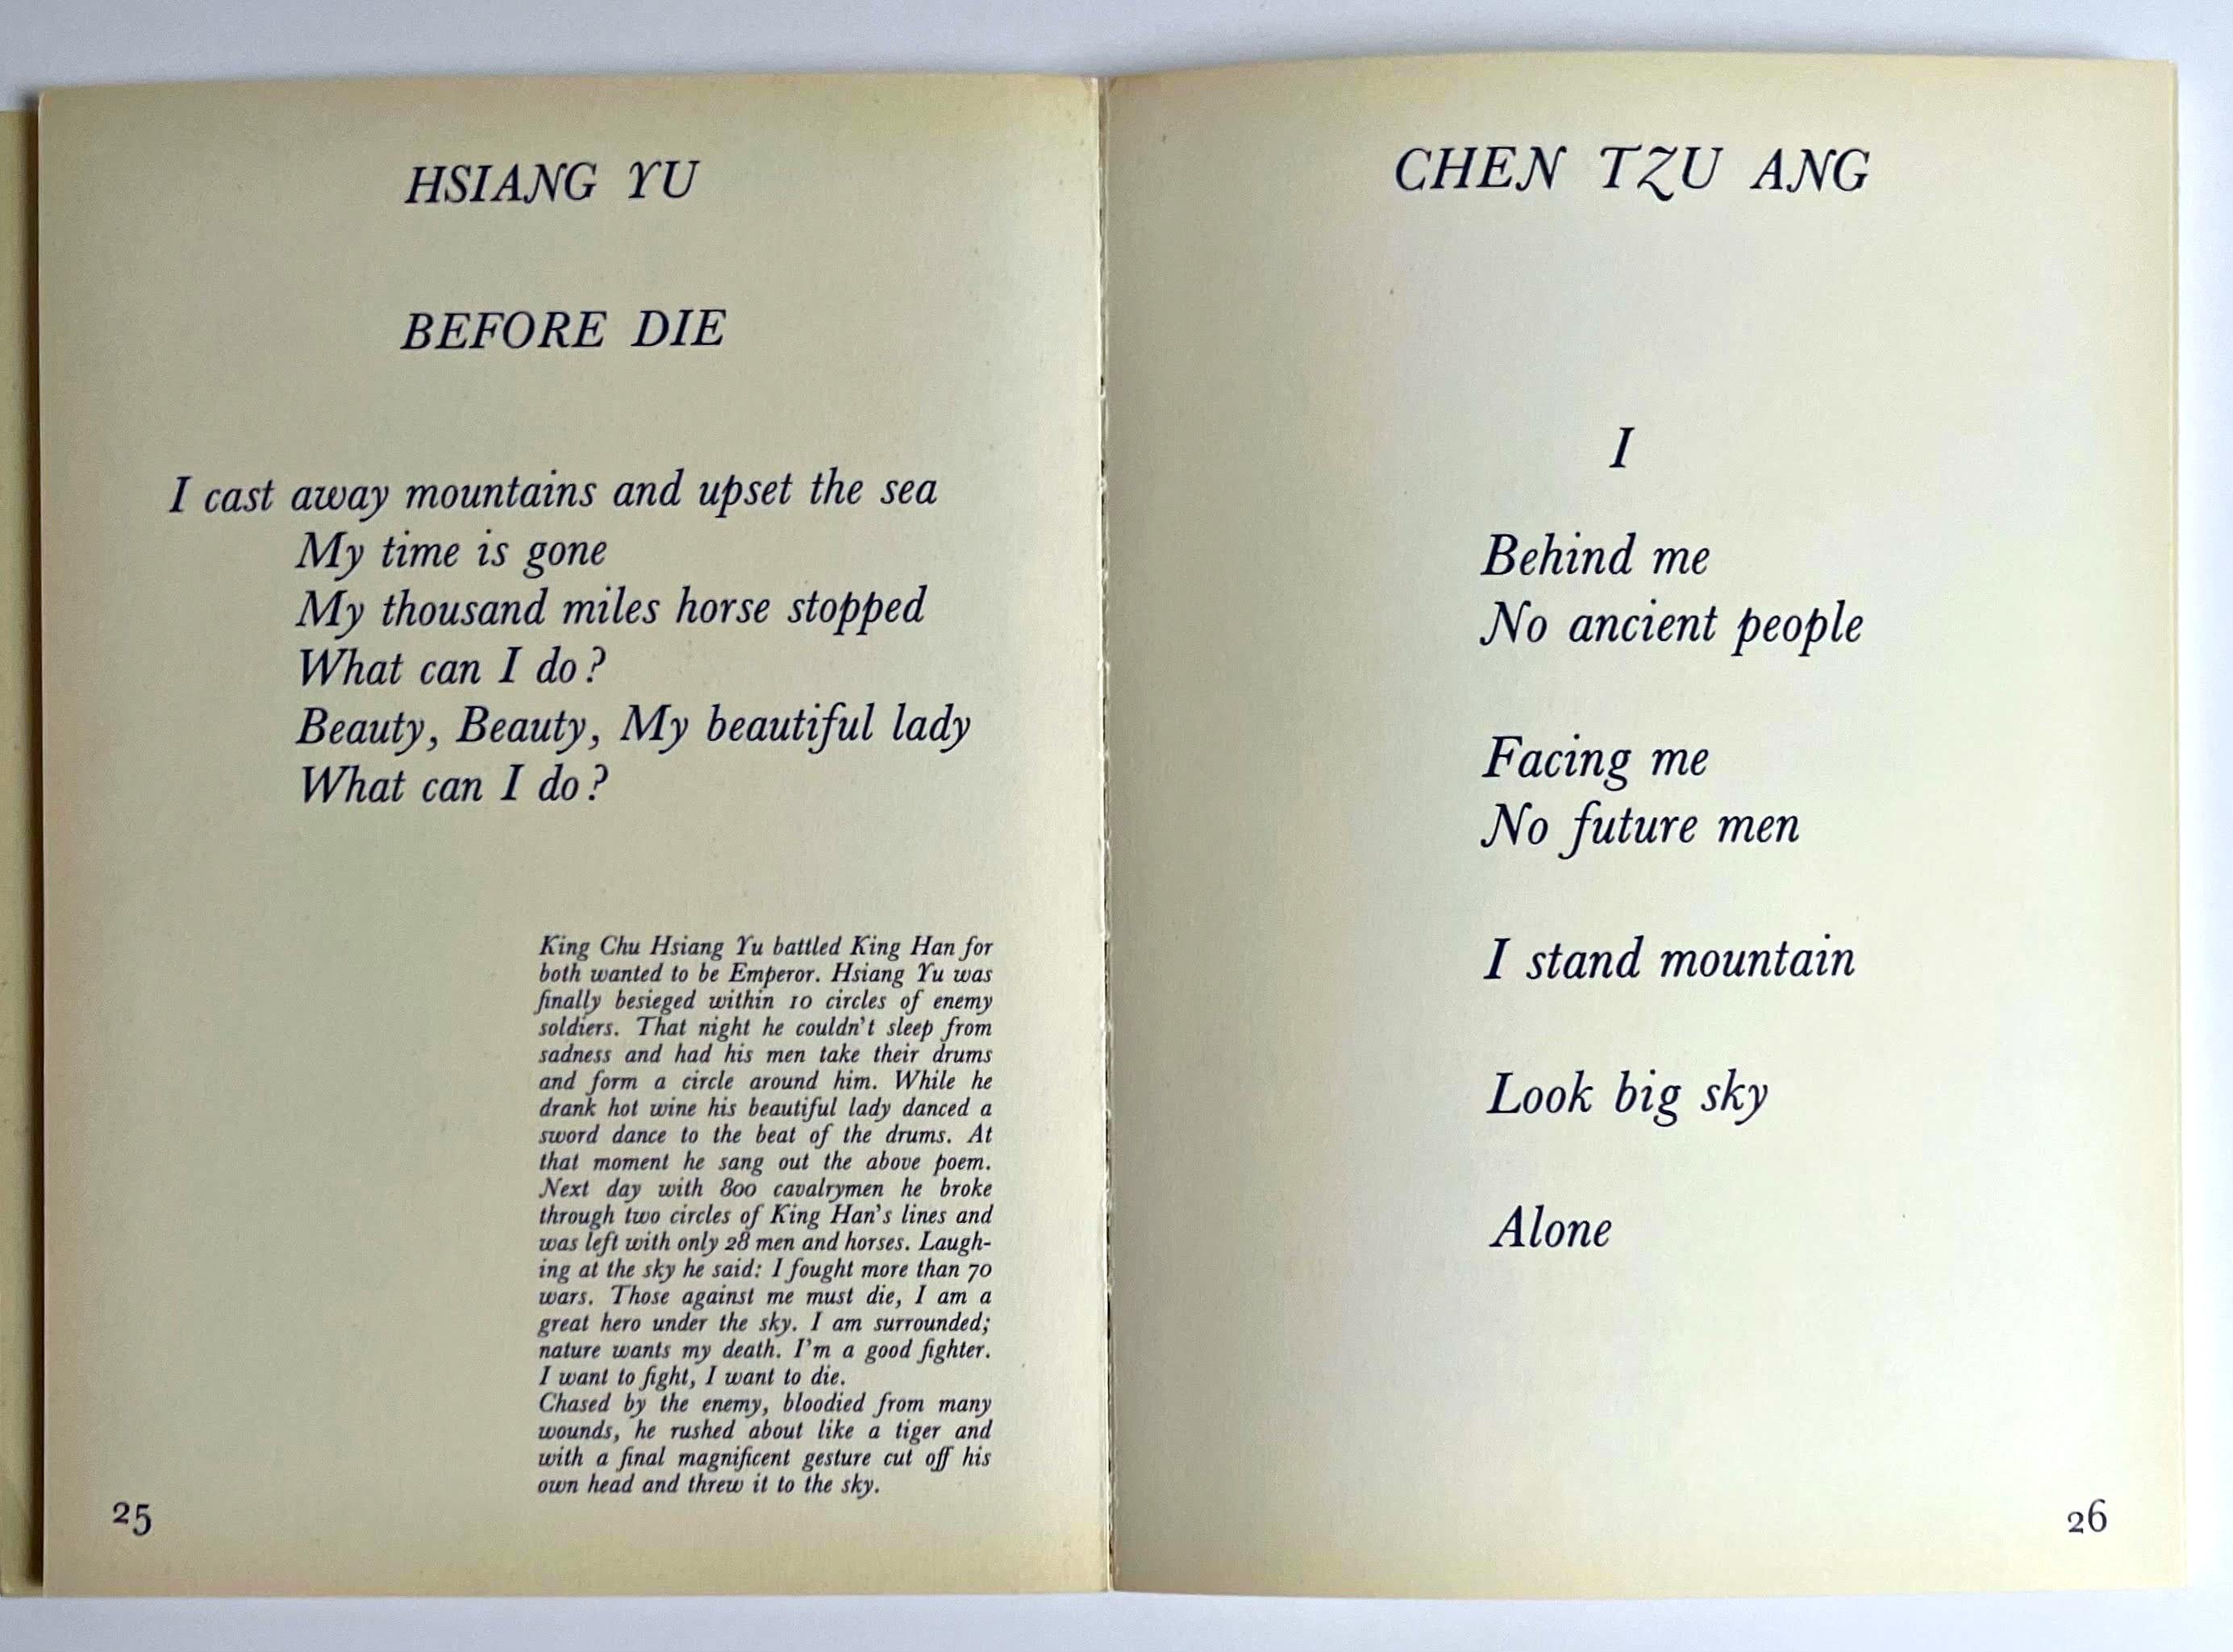 HSIANG YU
BEFORE DIE
I cast away mountains and upset the sea
My time is gone
My thousand miles horse stopped
What can I do?
Beauty, Beauty, My beautiful lady
What can I do?
King Chu Hsiang Yu battled King Han for
both wanted to be Emperor. Hsiang Yu was
finally besieged within 10 circles of enemy
soldiers. That night he couldn't sleep from
sadness and had his men take their drums
and form a circle around him. While he
drank hot wine his beautiful lady danced a
sword dance to the beat of the drums. At
that moment he sang out the above poem.
Next day with 800 cavalrymen he broke
through two circles of King Han's lines and
was left with only 28 men and horses. Laugh-
ing at the sky he said: I fought more than 70
wars. Those against me must die, I am a
great hero under the sky. I am surrounded;
nature wants my death. I'm a good fighter.
I want to fight, I want to die.
Chased by the enemy, bloodied from many
wounds, he rushed about like a tiger and
with a final magnificent gesture cut off his
own head and threw it to the sky.
25
CHEN TZU ANG
I
Behind me
No ancient people
Facing me
No future men
I stand mountain
Look big sky
Alone
26